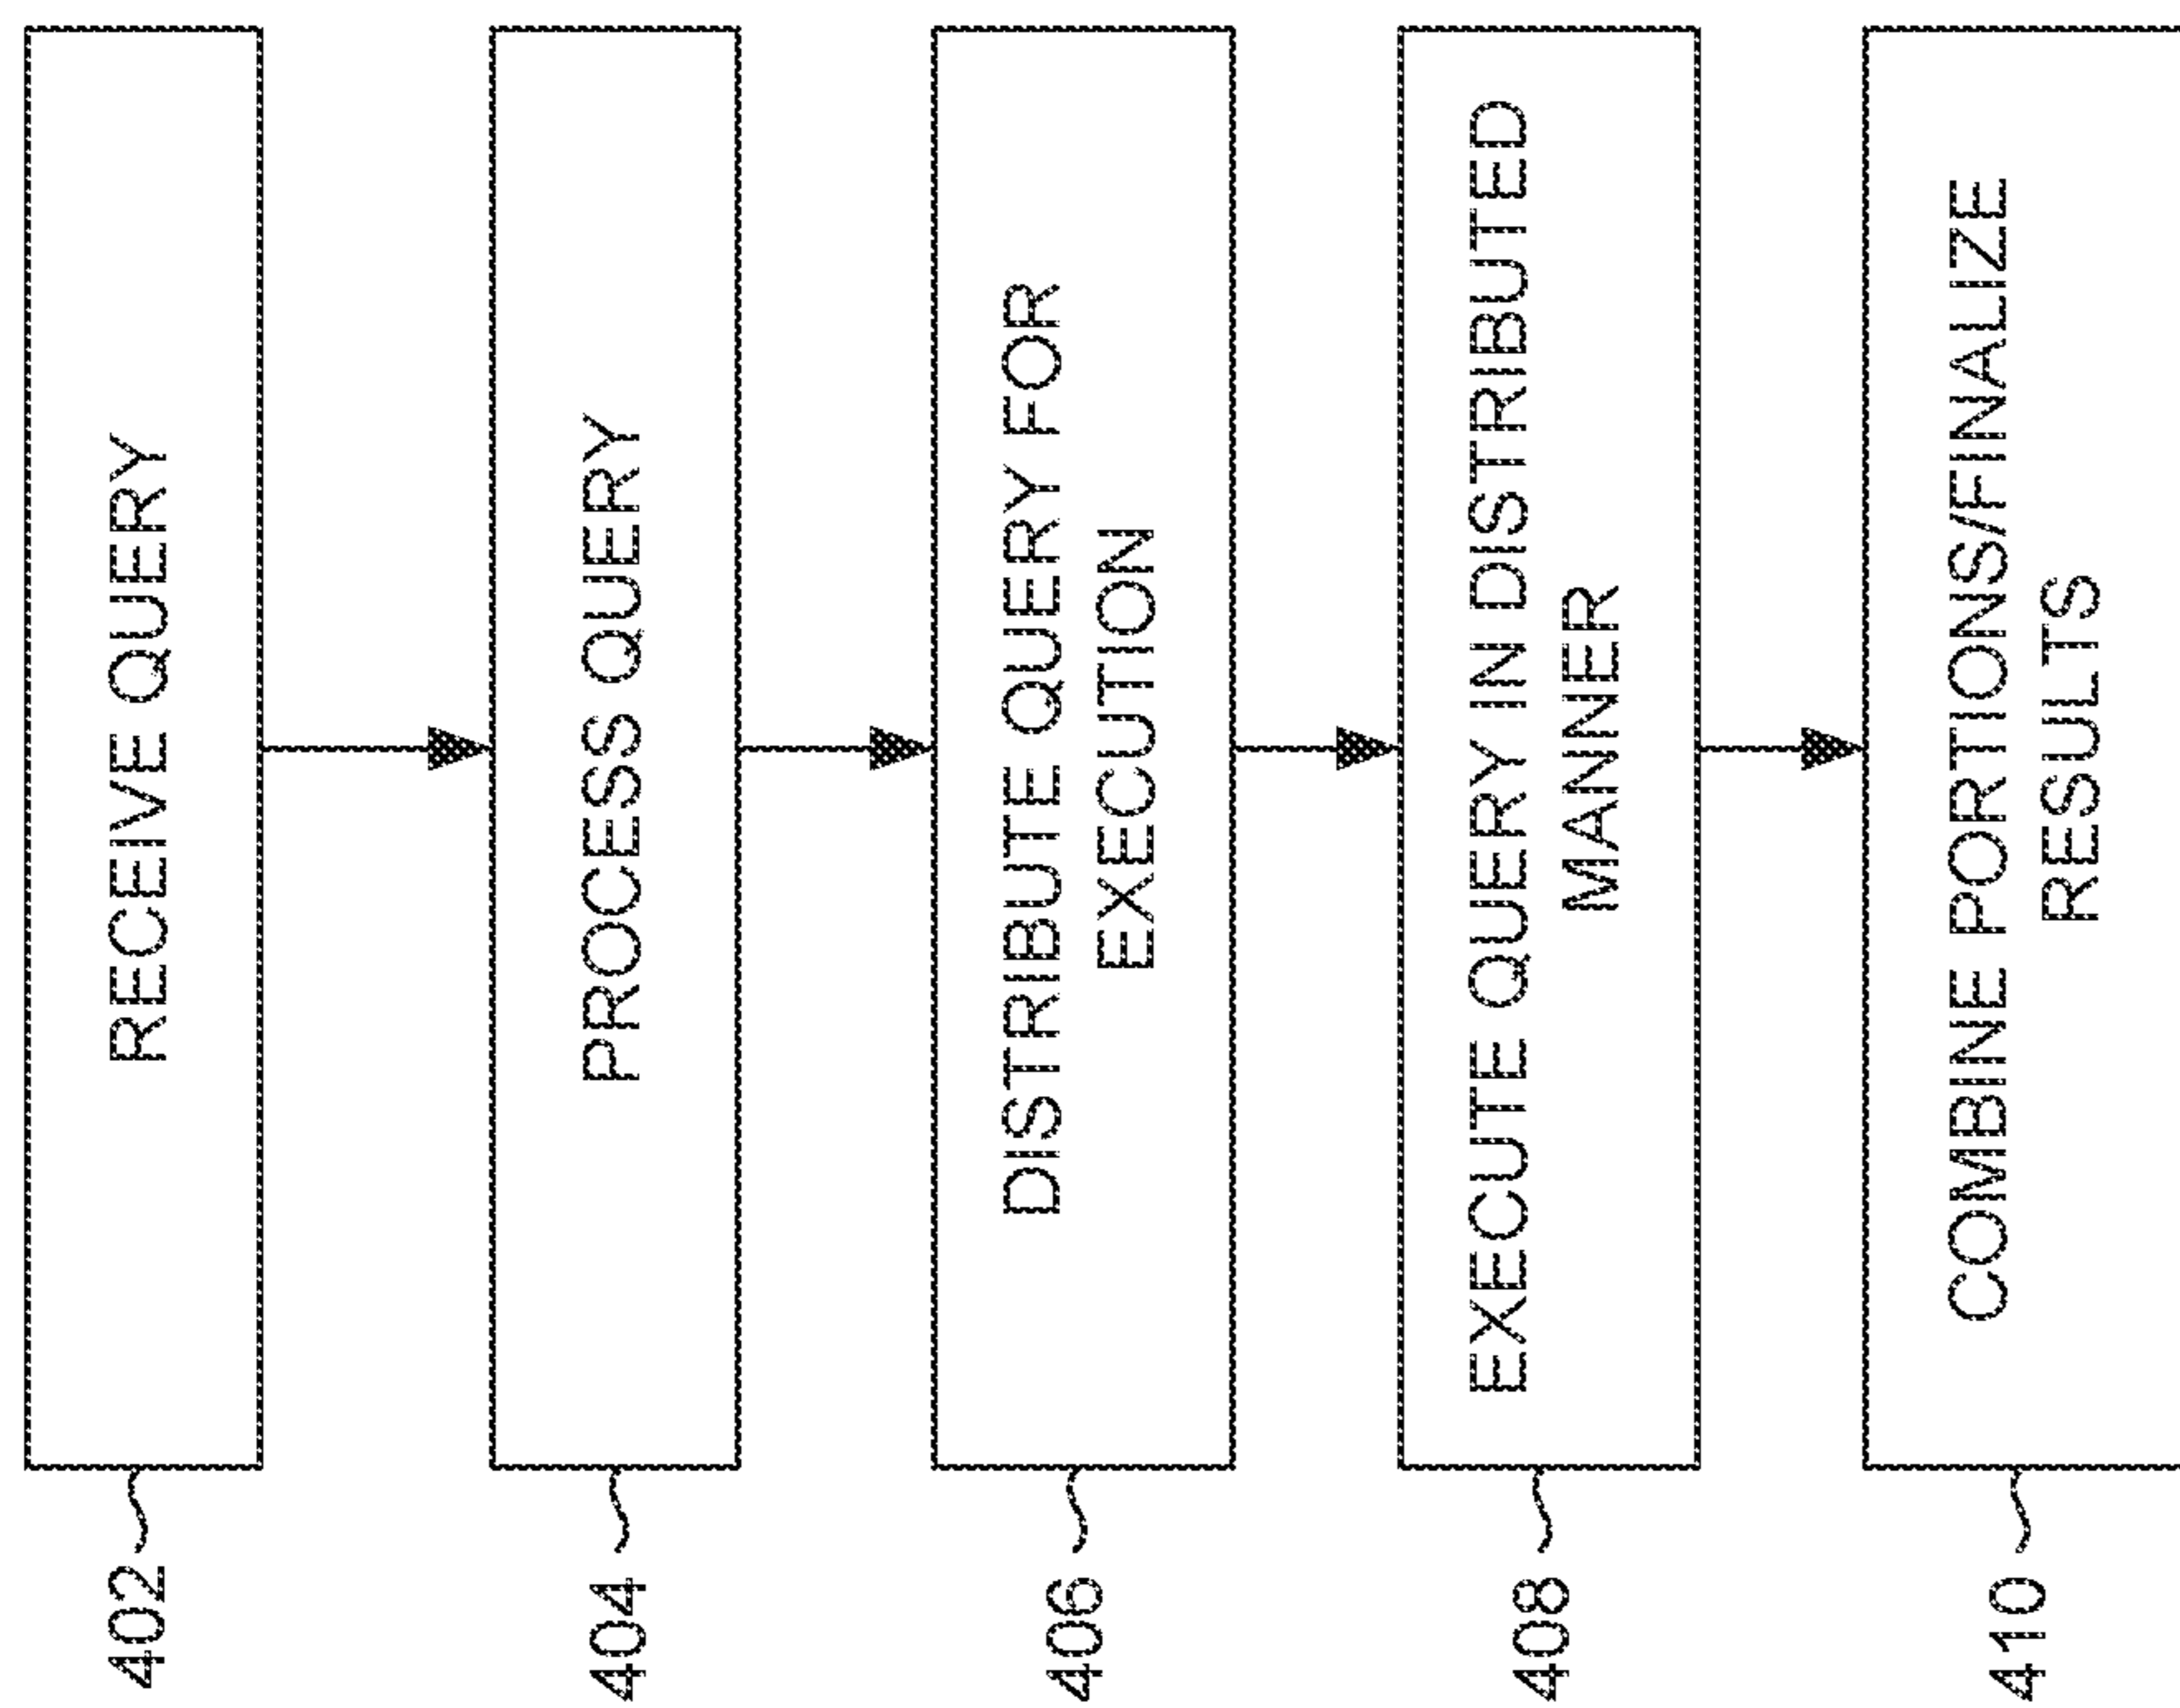 402
RECEIVE QUERY
404
PROCESS QUERY
406
DISTRIBUTE QUERY FOR
EXECUTION
408
EXECUTE QUERY IN DISTRIBUTED
MANNER
410
COMBINE PORTIONS/FINALIZE
RESULTS